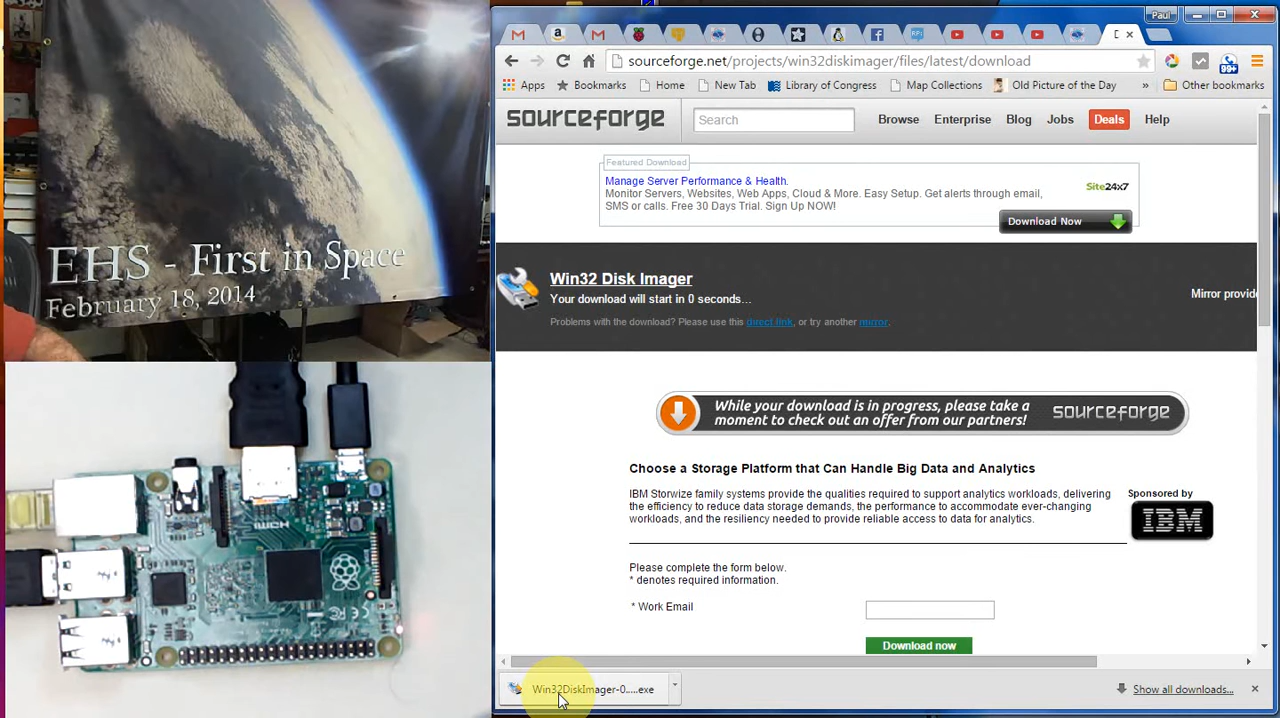 EHS - First in Space
February 18, 2014
HDMI
Paul
sourceforge.net/projects/win32diskimager/files/latest/download
99+
Apps
Bookmarks
Home
New Tab
Library of Congress
Map Collections
Old Picture of the Day
»
Other bookmarks
sourceforge
Search
Browse
Enterprise
Blog
Jobs
Deals
Help
Featured Download
Manage Server Performance & Health.
Monitor Servers, Websites, Web Apps, Cloud & More. Easy Setup. Get alerts through email,
SMS or calls. Free 30 Days Trial. Sign Up NOW!
Site24x7
Download Now
Win32 Disk Imager
Your download will start in 0 seconds...
Mirror provide
Problems with the download? Please use this direct link, or try another mirror.
While your download is in progress, please take a
moment to check out an offer from our partners!
sourceforge
Choose a Storage Platform that Can Handle Big Data and Analytics
IBM Storwize family systems provide the qualities required to support analytics workloads, delivering
the efficiency to reduce data storage demands, the performance to accommodate ever-changing
workloads, and the resiliency needed to provide reliable access to data for analytics.
Sponsored by
IBM
Please complete the form below.
* denotes required information.
* Work Email
Download now
Win32DiskImager-0.....exe
Show all downloads...